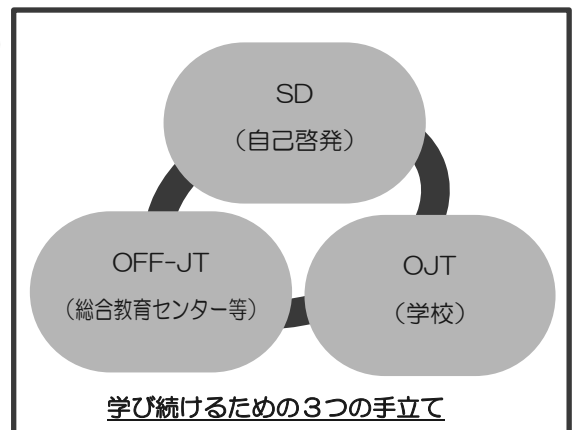 SD
（自己啓発）
OFF-JT
（総合教育センター等）
OJT
（学校）
学び続けるための３つの手立て